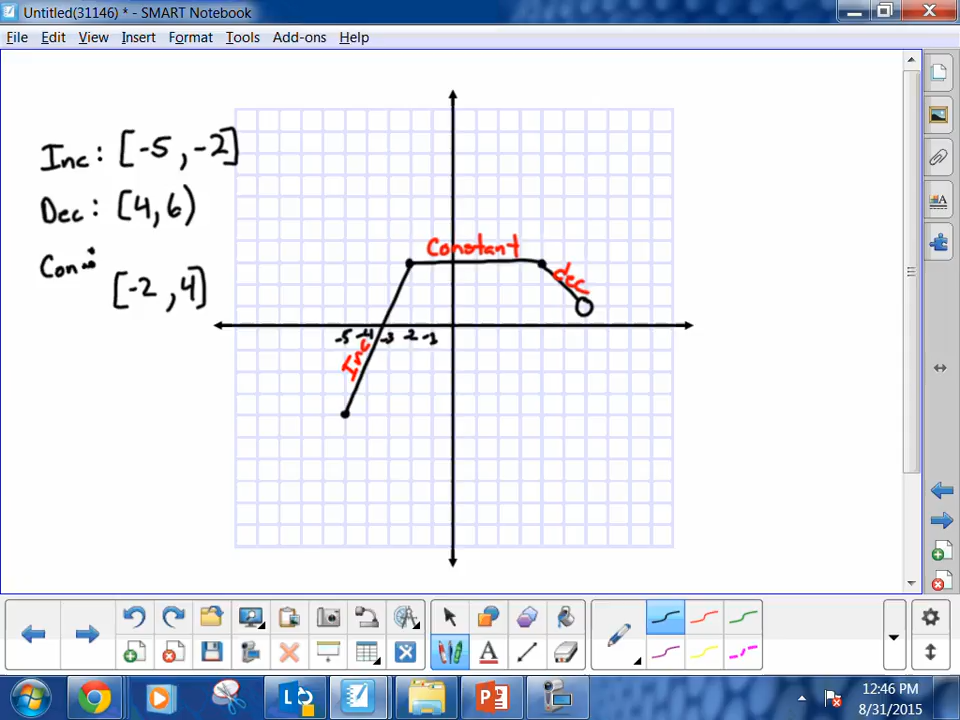 Untitled(31146) * - SMART Notebook
File Edit View Insert Format Tools Add-ons Help
Inc: [-5, -2]
Dec: [4, 6)
Con
[-2, 4]
Constant
dec
-5 -4 -3 -2 -1
Inc
12:46 PM
8/31/2015